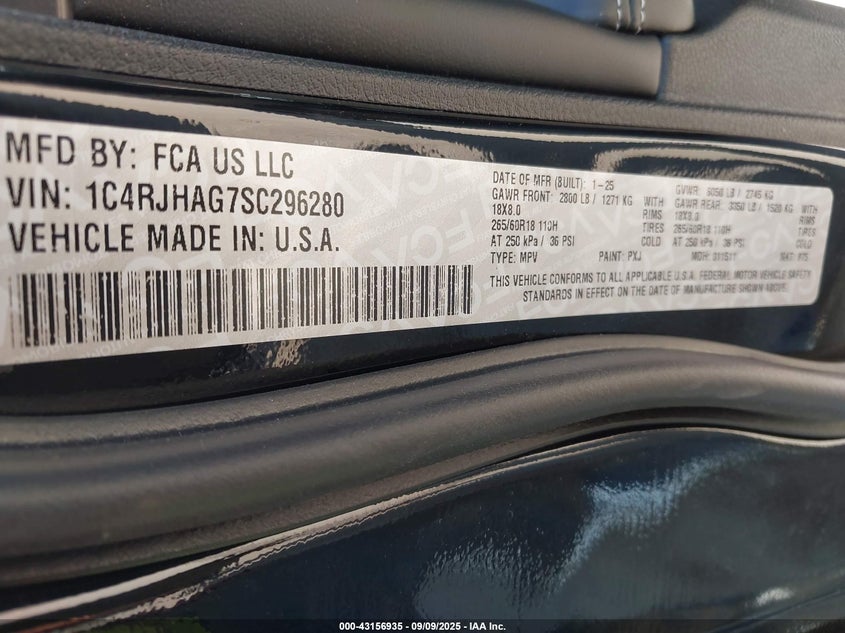 MFD BY: FCA US LLC
VIN: 1C4RJHAG7SC296280
VEHICLE MADE IN: U.S.A.
DATE OF MFR (BUILT): 1-25 GVWR: 6050 LB / 2745 KG
GAWR FRONT: 2800 LB / 1271 KG WITH GAWR REAR: 3350 LB / 1520 KG WITH
18X8.0 RIMS 18X8.0 RIMS
265/60R18 110H TIRES 265/60R18 110H TIRES
AT 250 kPa / 36 PSI COLD AT 250 kPa / 36 PSI COLD
TYPE: MPV PAINT: PXJ MDH: 011511
THIS VEHICLE CONFORMS TO ALL APPLICABLE U.S.A. FEDERAL MOTOR VEHICLE SAFETY
STANDARDS IN EFFECT ON THE DATE OF MANUFACTURE SHOWN ABOVE.
000-43156935 - 09/09/2025 - IAA Inc.